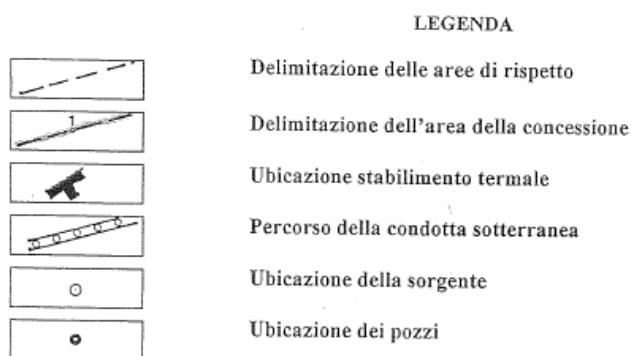 LEGENDA
Delimitazione delle aree di rispetto
1
Delimitazione dell'area della concessione
Ubicazione stabilimento termale
Percorso della condotta sotterranea
Ubicazione della sorgente
Ubicazione dei pozzi